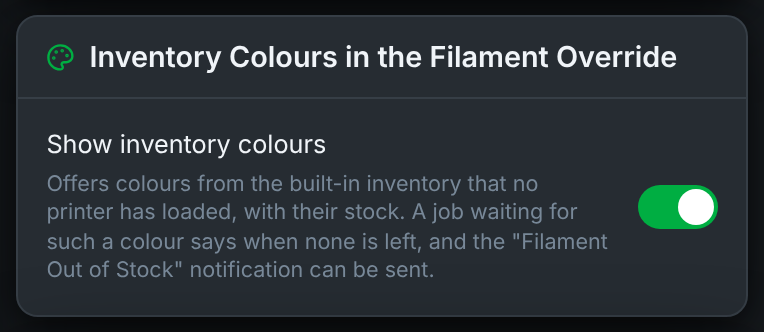 Inventory Colours in the Filament Override
Show inventory colours
Offers colours from the built-in inventory that no
printer has loaded, with their stock. A job waiting for
such a colour says when none is left, and the "Filament
Out of Stock" notification can be sent.